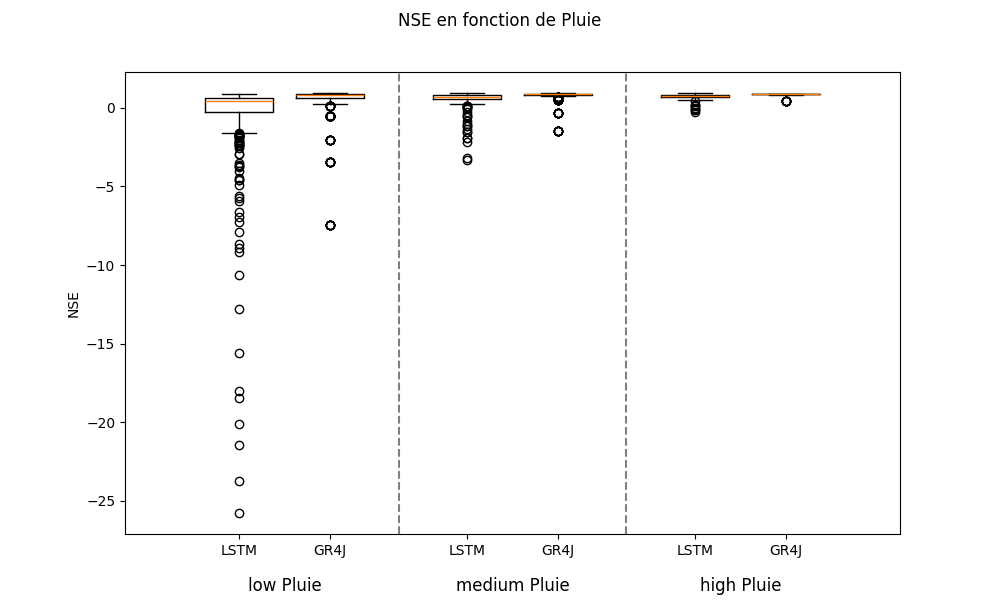 NSE en fonction de Pluie
NSE
0
−5
−10
−15
−20
−25
LSTM GR4J LSTM GR4J LSTM GR4J
low Pluie medium Pluie high Pluie